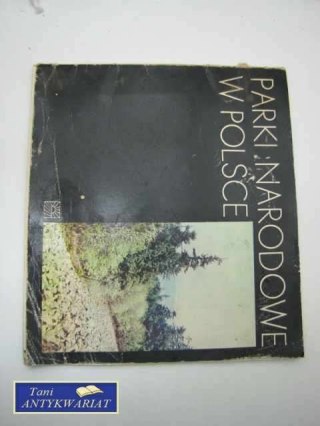 PARKI NARODOWE
W POLSCE
Tani
ANTYKWARIAT